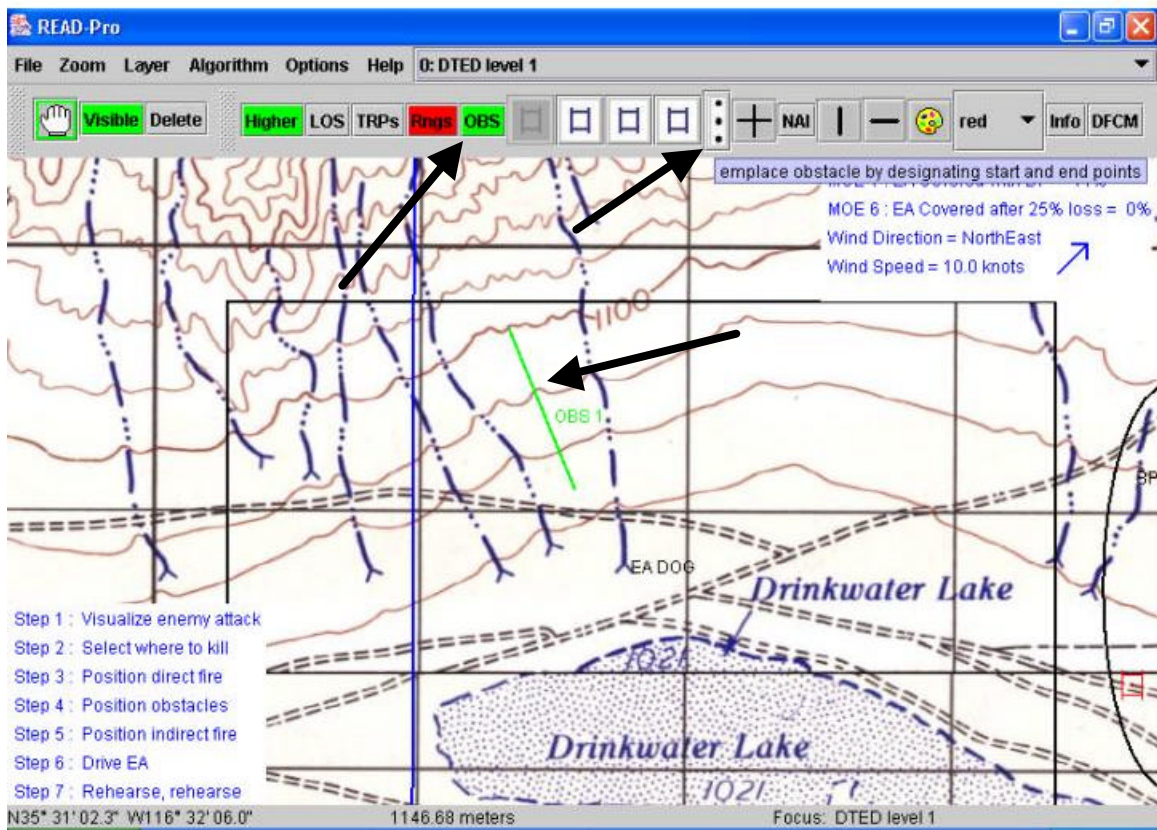 READ-Pro
File Zoom Layer Algorithm Options Help 0: DTED level 1
Visible Delete Higher LOS TRPs Rngs OBS NAI red Info DFCM
emplace obstacle by designating start and end points
MOE 6 : EA Covered after 25% loss = 0%
Wind Direction = NorthEast
Wind Speed = 10.0 knots
1100
OBS 1
BP
EA DOG
Drinkwater Lake
Step 1 : Visualize enemy attack
Step 2 : Select where to kill
Step 3 : Position direct fire
Step 4 : Position obstacles
Step 5 : Position indirect fire
Step 6 : Drive EA
Step 7 : Rehearse, rehearse
1021
Drinkwater Lake
1021
N35° 31' 02.3" W116° 32' 06.0" 1146.68 meters Focus: DTED level 1